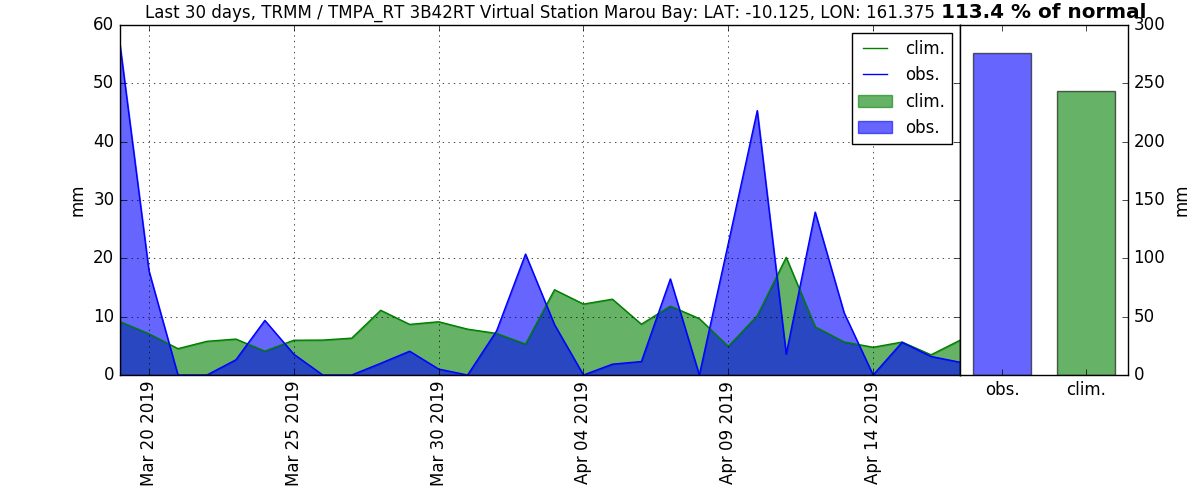 Last 30 days, TRMM / TMPA_RT 3B42RT Virtual Station Marou Bay: LAT: -10.125, LON: 161.375 113.4 % of normal
60
50
40
30
20
10
0
mm
clim.
obs.
clim.
obs.
300
250
200
150
100
50
0
mm
Mar 20 2019
Mar 25 2019
Mar 30 2019
Apr 04 2019
Apr 09 2019
Apr 14 2019
obs.
clim.